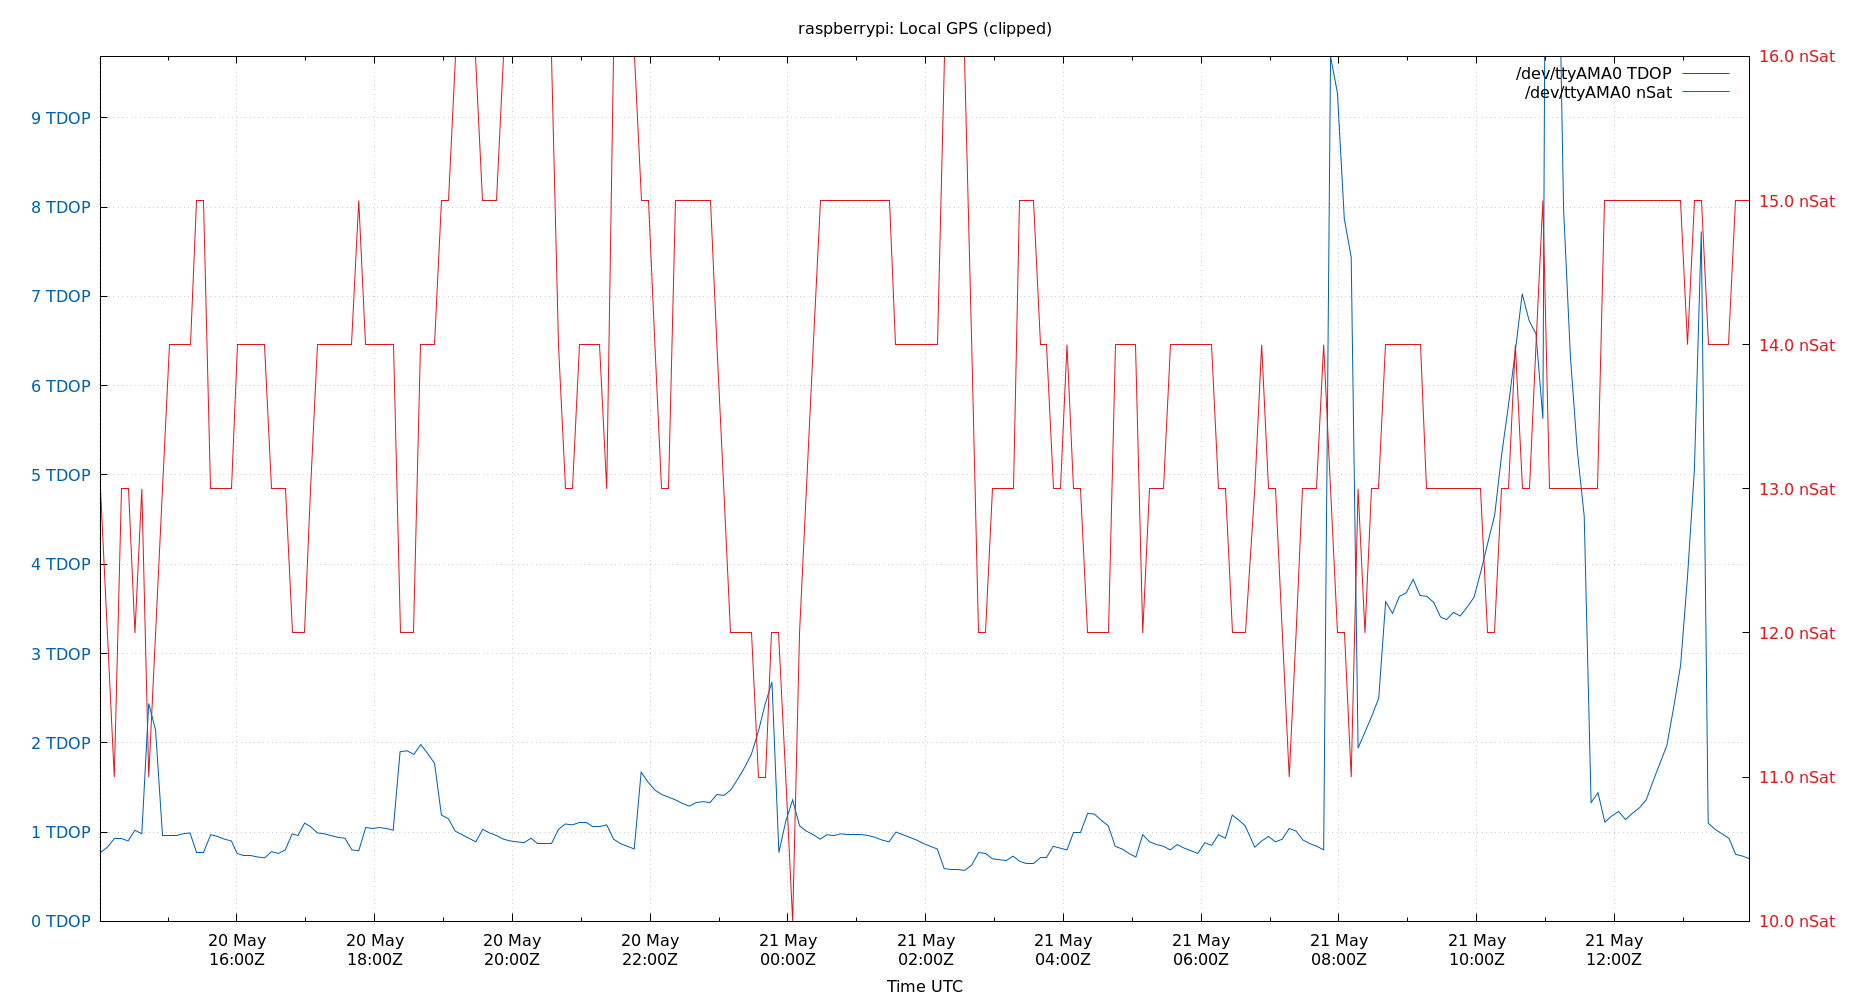 raspberrypi: Local GPS (clipped)
16.0 nSat
/dev/ttyAMA0 TDOP
/dev/ttyAMA0 nSat
9 TDOP
8 TDOP
15.0 nSat
7 TDOP
14.0 nSat
6 TDOP
5 TDOP
13.0 nSat
4 TDOP
12.0 nSat
3 TDOP
11.0 nSat
2 TDOP
1 TDOP
0 TDOP
10.0 nSat
20 May 20 May 20 May 20 May 21 May 21 May 21 May 21 May 21 May 21 May 21 May
16:00Z 18:00Z 20:00Z 22:00Z 00:00Z 02:00Z 04:00Z 06:00Z 08:00Z 10:00Z 12:00Z
Time UTC